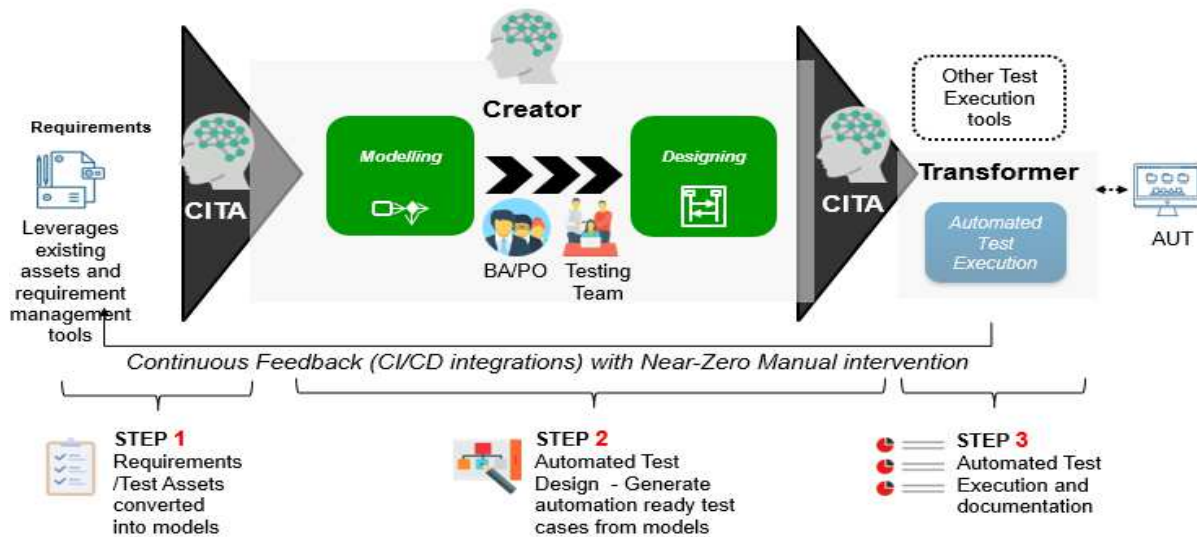 Requirements
Leverages
existing
assets and
requirement
management
tools
CITA
Creator
Modelling
BA/PO
Testing
Team
Designing
CITA
Other Test
Execution
tools
Transformer
Automated
Test
Execution
AUT
Continuous Feedback (CI/CD integrations) with Near-Zero Manual intervention
STEP 1
Requirements
/Test Assets
converted
into models
STEP 2
Automated Test
Design - Generate
automation ready test
cases from models
STEP 3
Automated Test
Execution and
documentation